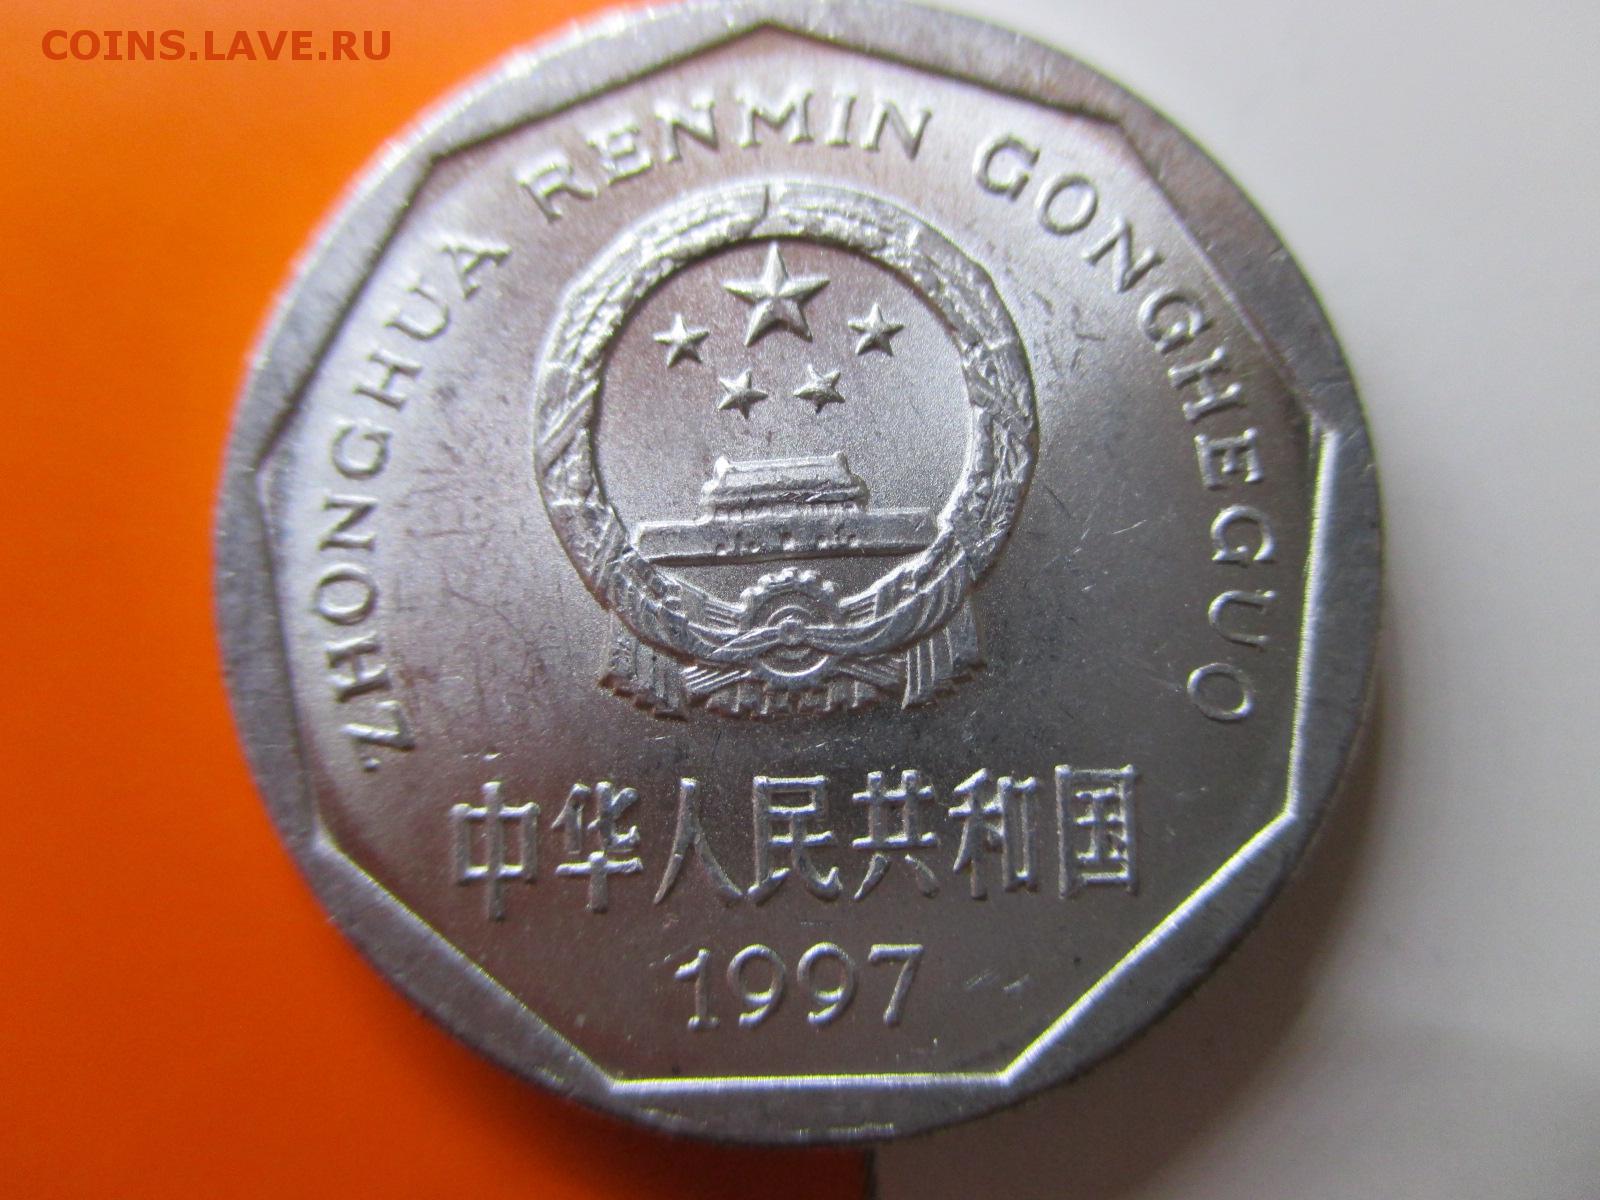 COINS.LAVE.RU
ZHONGHUA RENMIN GONGHEGUO
中华人民共和国
1997